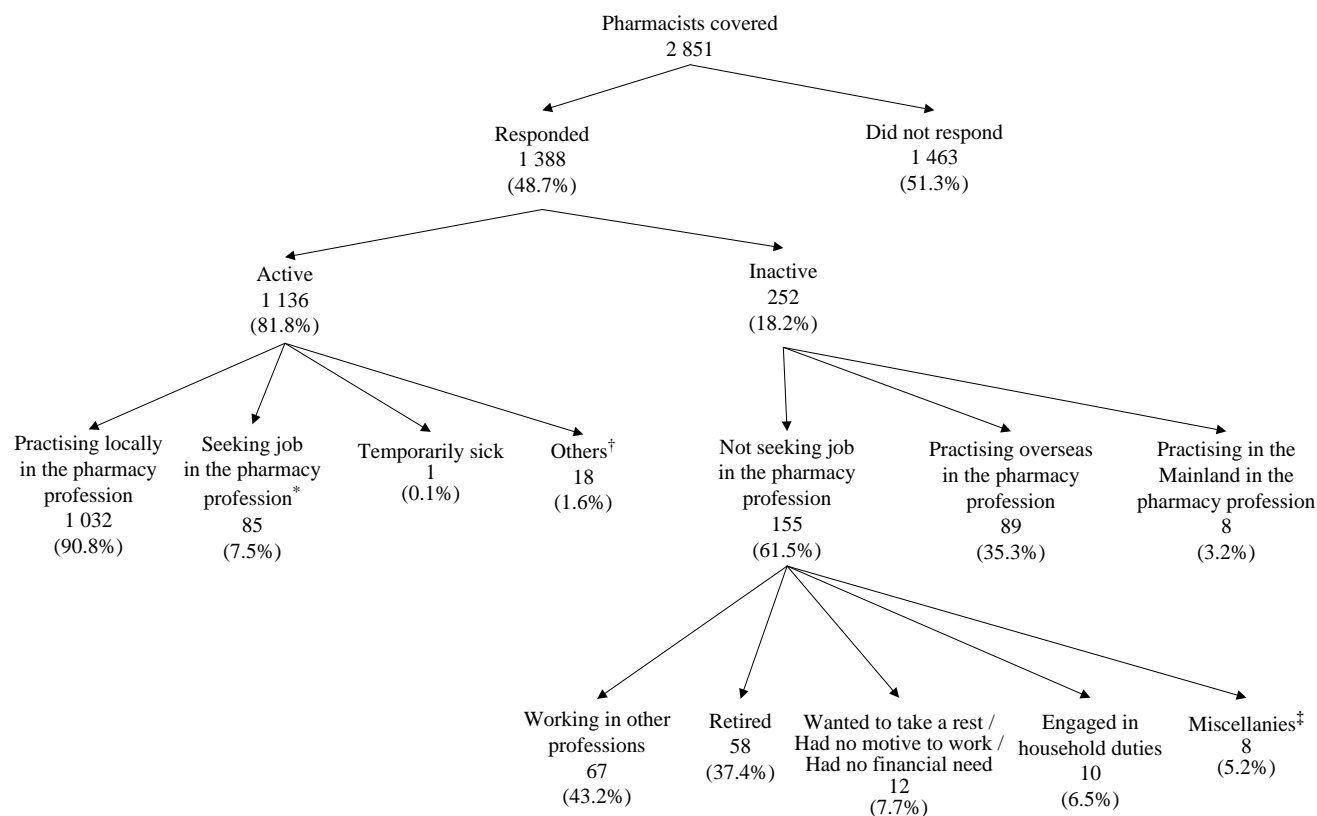 Pharmacists covered
2 851
Responded
1 388
(48.7%)
Did not respond
1 463
(51.3%)
Active
1 136
(81.8%)
Inactive
252
(18.2%)
Practising locally
in the pharmacy
profession
1 032
(90.8%)
Seeking job
in the pharmacy
profession*
85
(7.5%)
Temporarily sick
1
(0.1%)
Others†
18
(1.6%)
Not seeking job
in the pharmacy
profession
155
(61.5%)
Practising overseas
in the pharmacy
profession
89
(35.3%)
Practising in the
Mainland in the
pharmacy profession
8
(3.2%)
Working in other
professions
67
(43.2%)
Retired
58
(37.4%)
Wanted to take a rest /
Had no motive to work /
Had no financial need
12
(7.7%)
Engaged in
household duties
10
(6.5%)
Miscellanies‡
8
(5.2%)